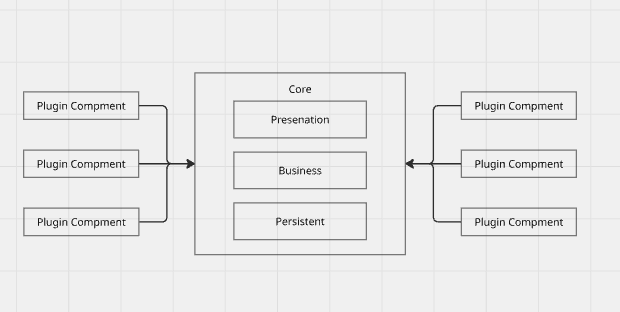 Core
Plugin Compment
Presenation
Plugin Compment
Plugin Compment
Business
Plugin Compment
Plugin Compment
Persistent
Plugin Compment